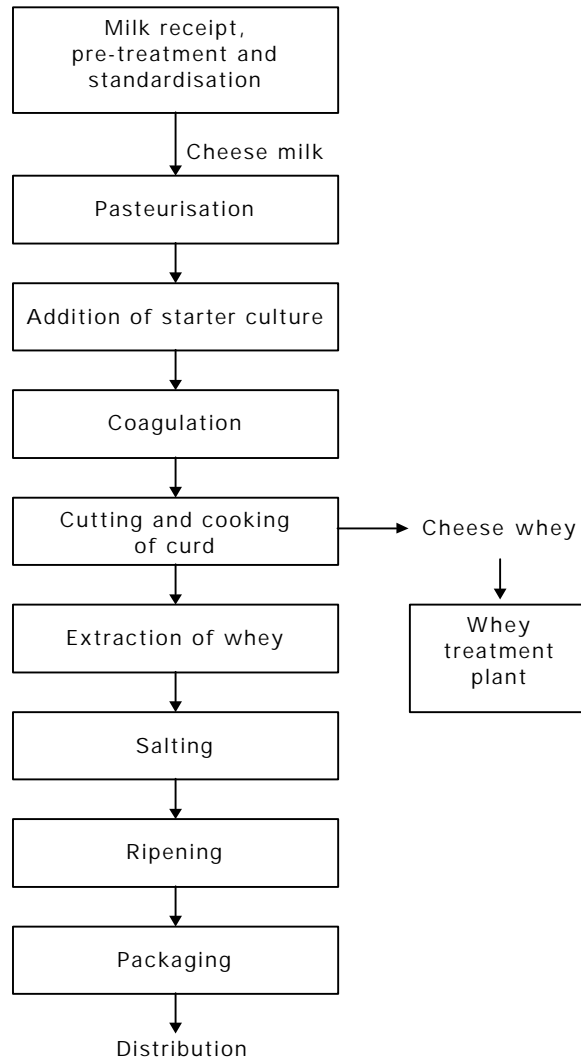 Milk receipt,
pre-treatment and
standardisation
Cheese milk
Pasteurisation
Addition of starter culture
Coagulation
Cutting and cooking
of curd
Cheese whey
Extraction of whey
Whey
treatment
plant
Salting
Ripening
Packaging
Distribution